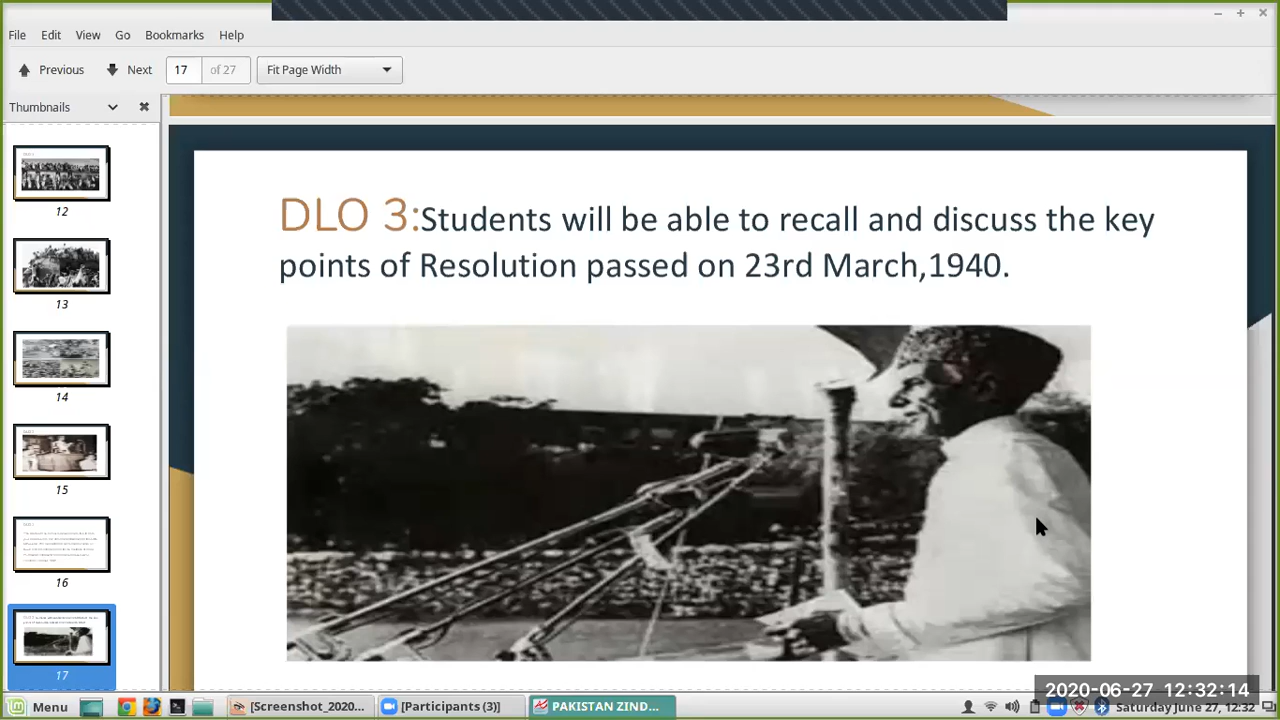 File Edit View Go Bookmarks Help
Previous Next 17 of 27 Fit Page Width
Thumbnails
12
13
14
15
16
17
DLO 3:Students will be able to recall and discuss the key
points of Resolution passed on 23rd March,1940.
2020-06-27 12:32:14
Menu [Screenshot_2020... [Participants (3)] PAKISTAN ZIND... Saturday June 27, 12:32